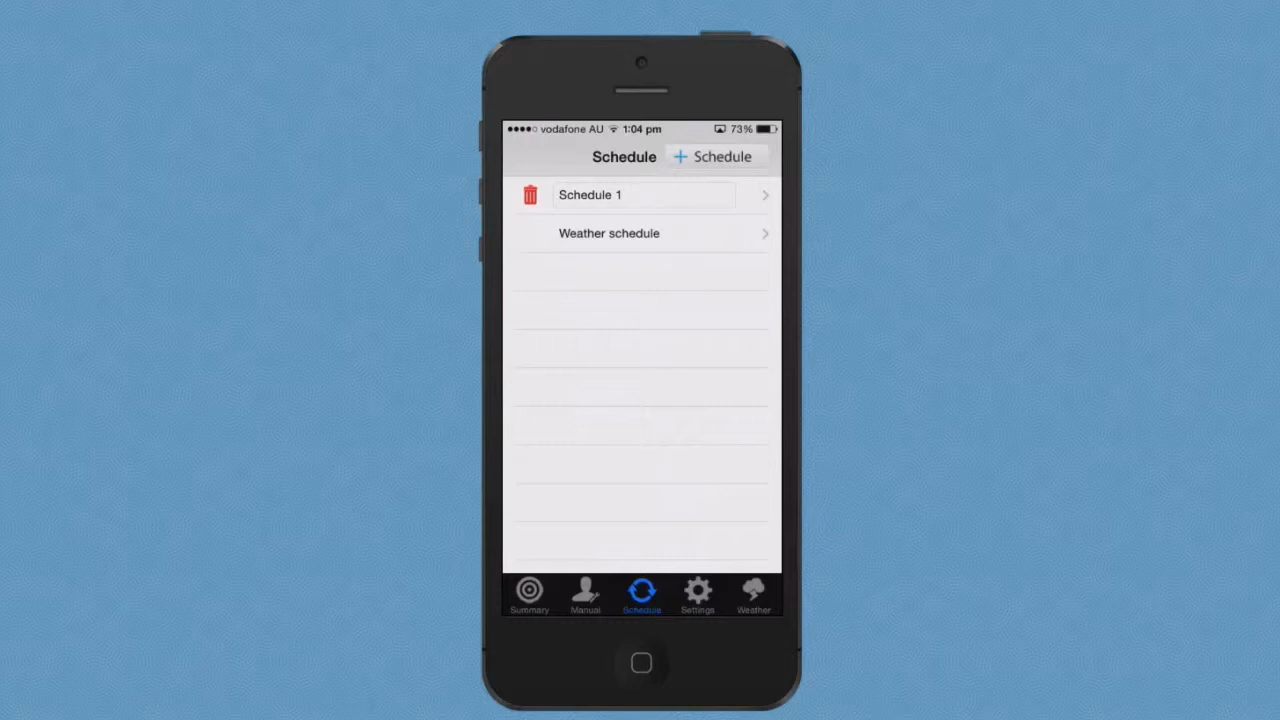 vodafone AU 1:04 pm 73%
Schedule + Schedule
Schedule 1
Weather schedule
Summary Manual Schedule Settings Weather